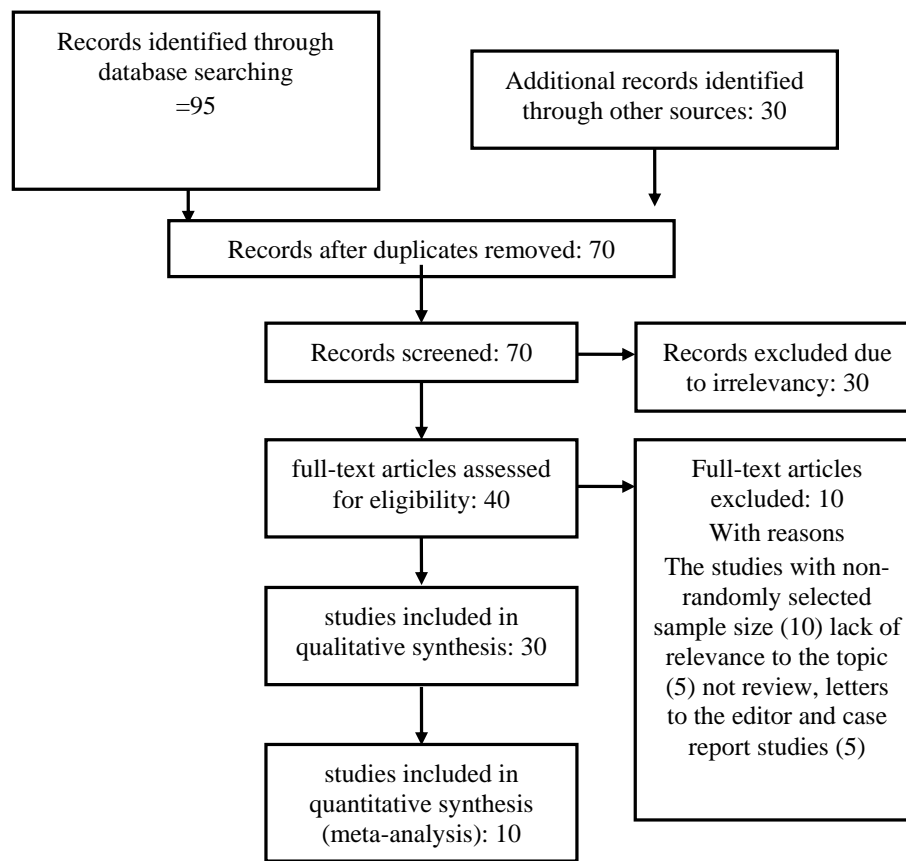 Records identified through
database searching
=95
Additional records identified
through other sources: 30
Records after duplicates removed: 70
Records screened: 70
Records excluded due
to irrelevancy: 30
full-text articles assessed
for eligibility: 40
Full-text articles
excluded: 10
With reasons
The studies with non-
randomly selected
sample size (10) lack of
relevance to the topic
(5) not review, letters
to the editor and case
report studies (5)
studies included in
qualitative synthesis: 30
studies included in
quantitative synthesis
(meta-analysis): 10